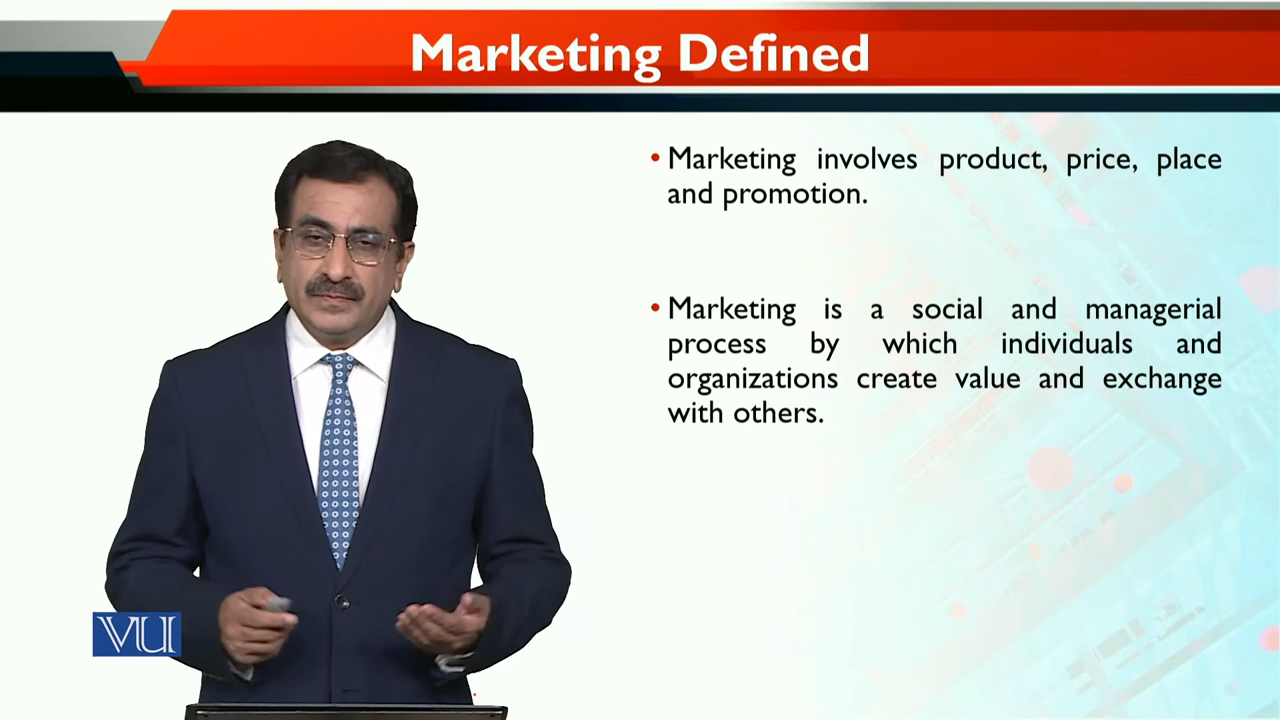 Marketing Defined
• Marketing involves product, price, place
and promotion.
• Marketing is a social and managerial
process by which individuals and
organizations create value and exchange
with others.
VU